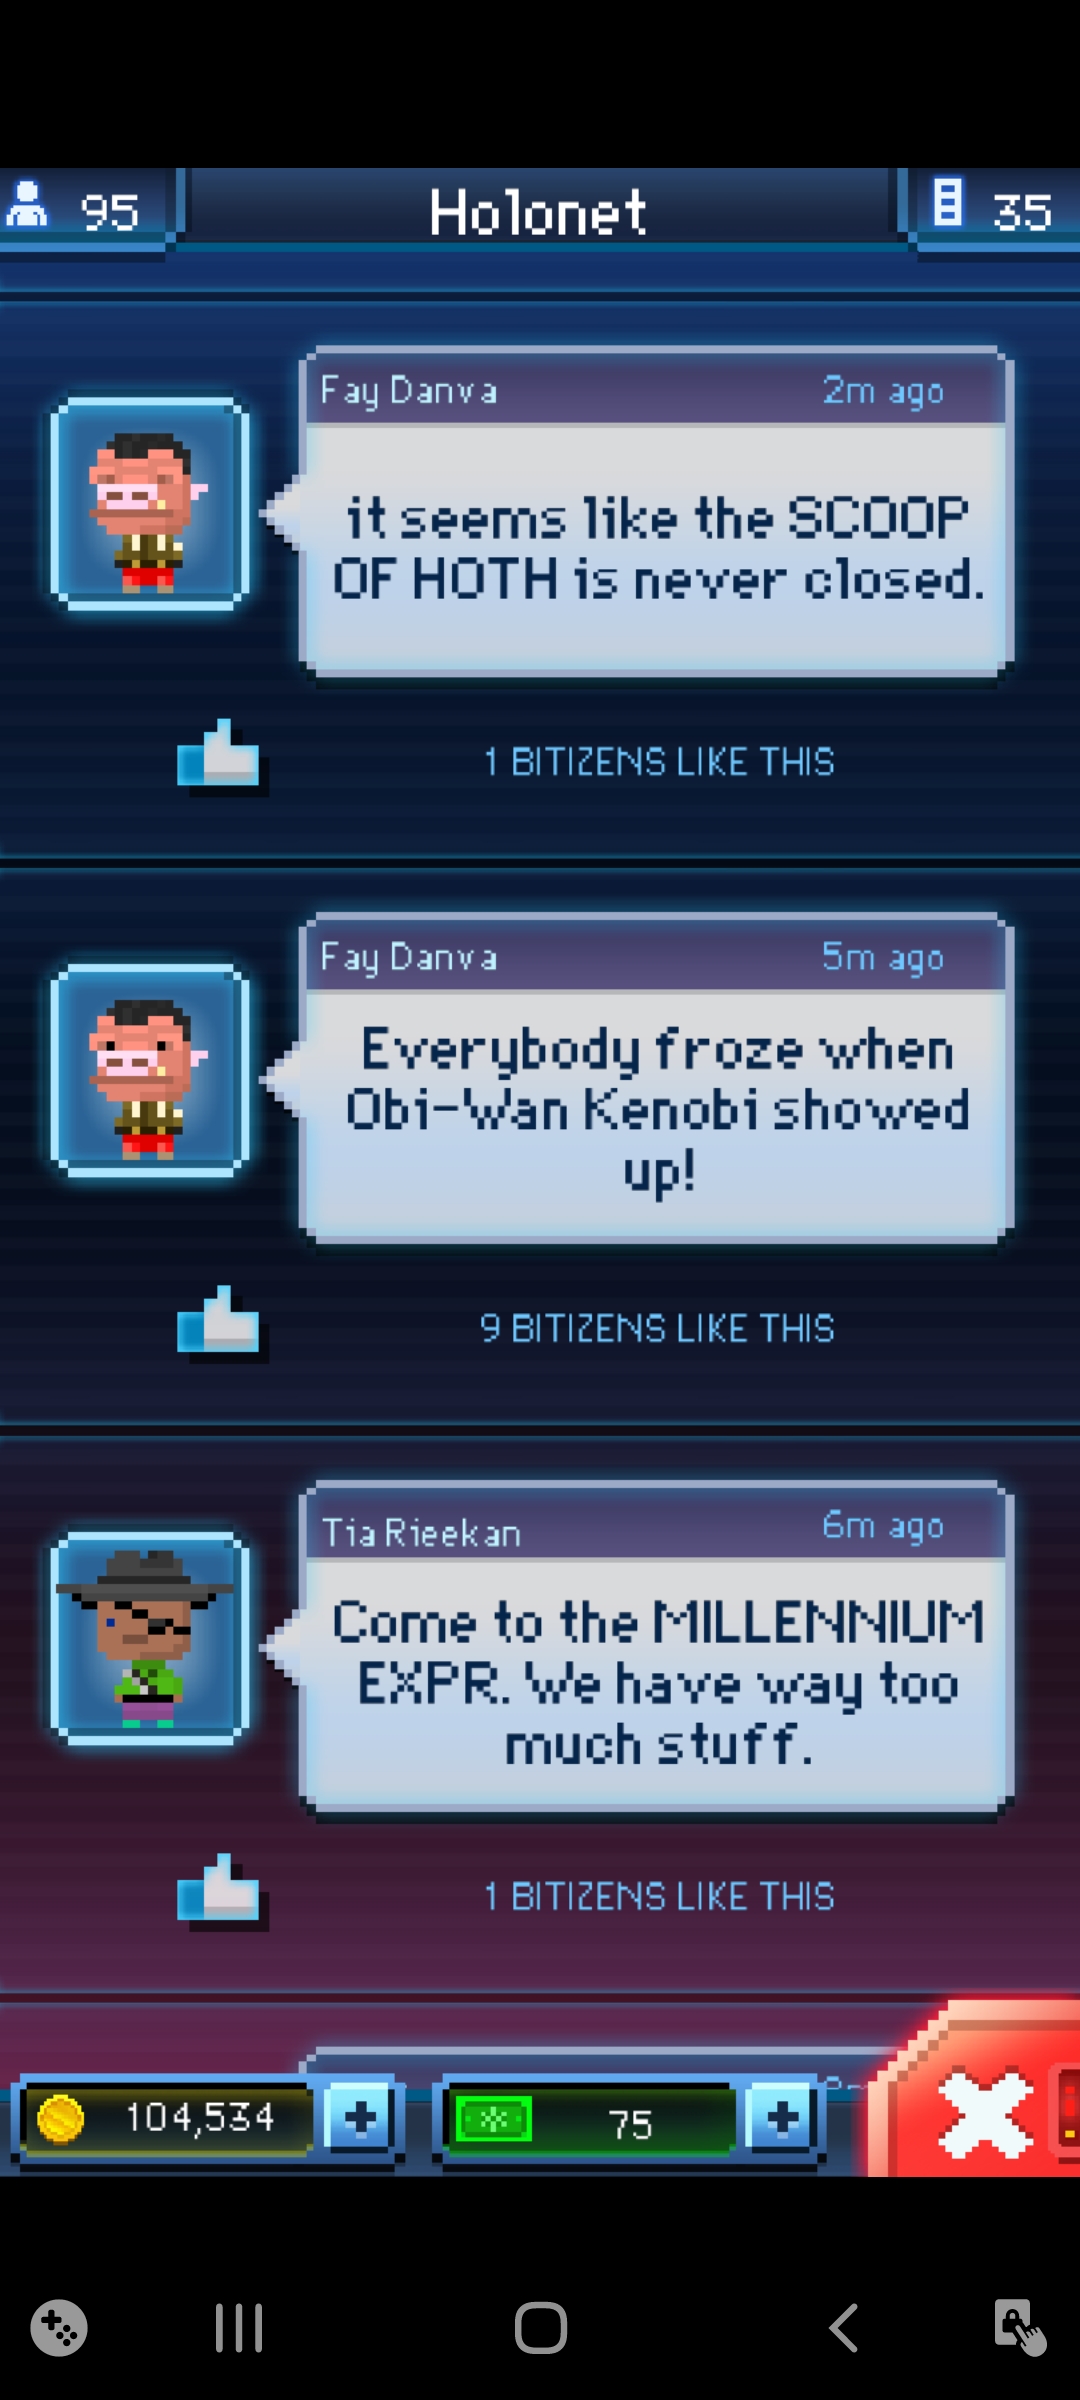 95
Holonet
35
Fay Danva
2m ago
it seems like the SCOOP
OF HOTH is never closed.
1 BITIZENS LIKE THIS
Fay Danva
5m ago
Everybody froze when
Obi-Wan Kenobi showed
up!
9 BITIZENS LIKE THIS
Tia Rieekan
6m ago
Come to the MILLENNIUM
EXPR. We have way too
much stuff.
1 BITIZENS LIKE THIS
104,534
75